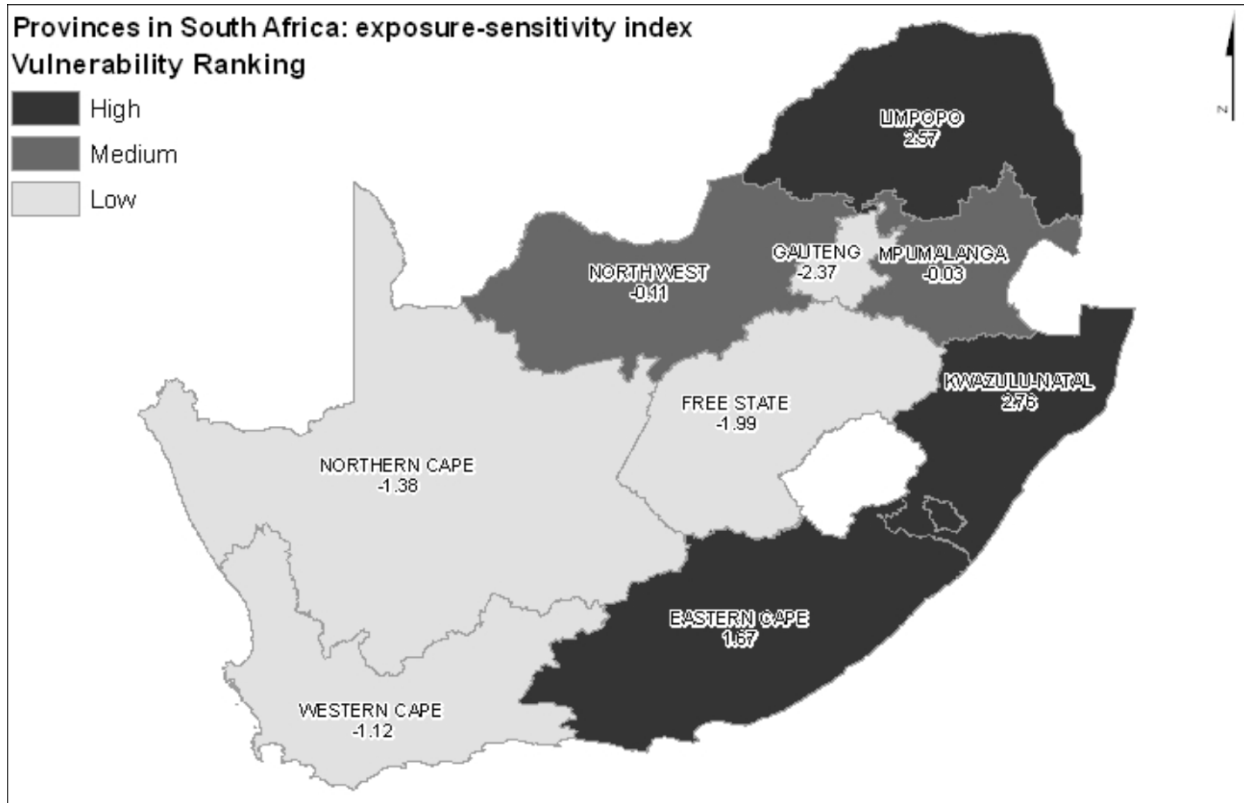 Provinces in South Africa: exposure-sensitivity index
Vulnerability Ranking
High
Medium
Low
N
LIMPOPO
2.57
NORTH WEST
-0.11
GAUTENG
-2.37
MPUMALANGA
-0.03
KWAZULU-NATAL
2.76
FREE STATE
-1.99
NORTHERN CAPE
-1.38
EASTERN CAPE
1.67
WESTERN CAPE
-1.12